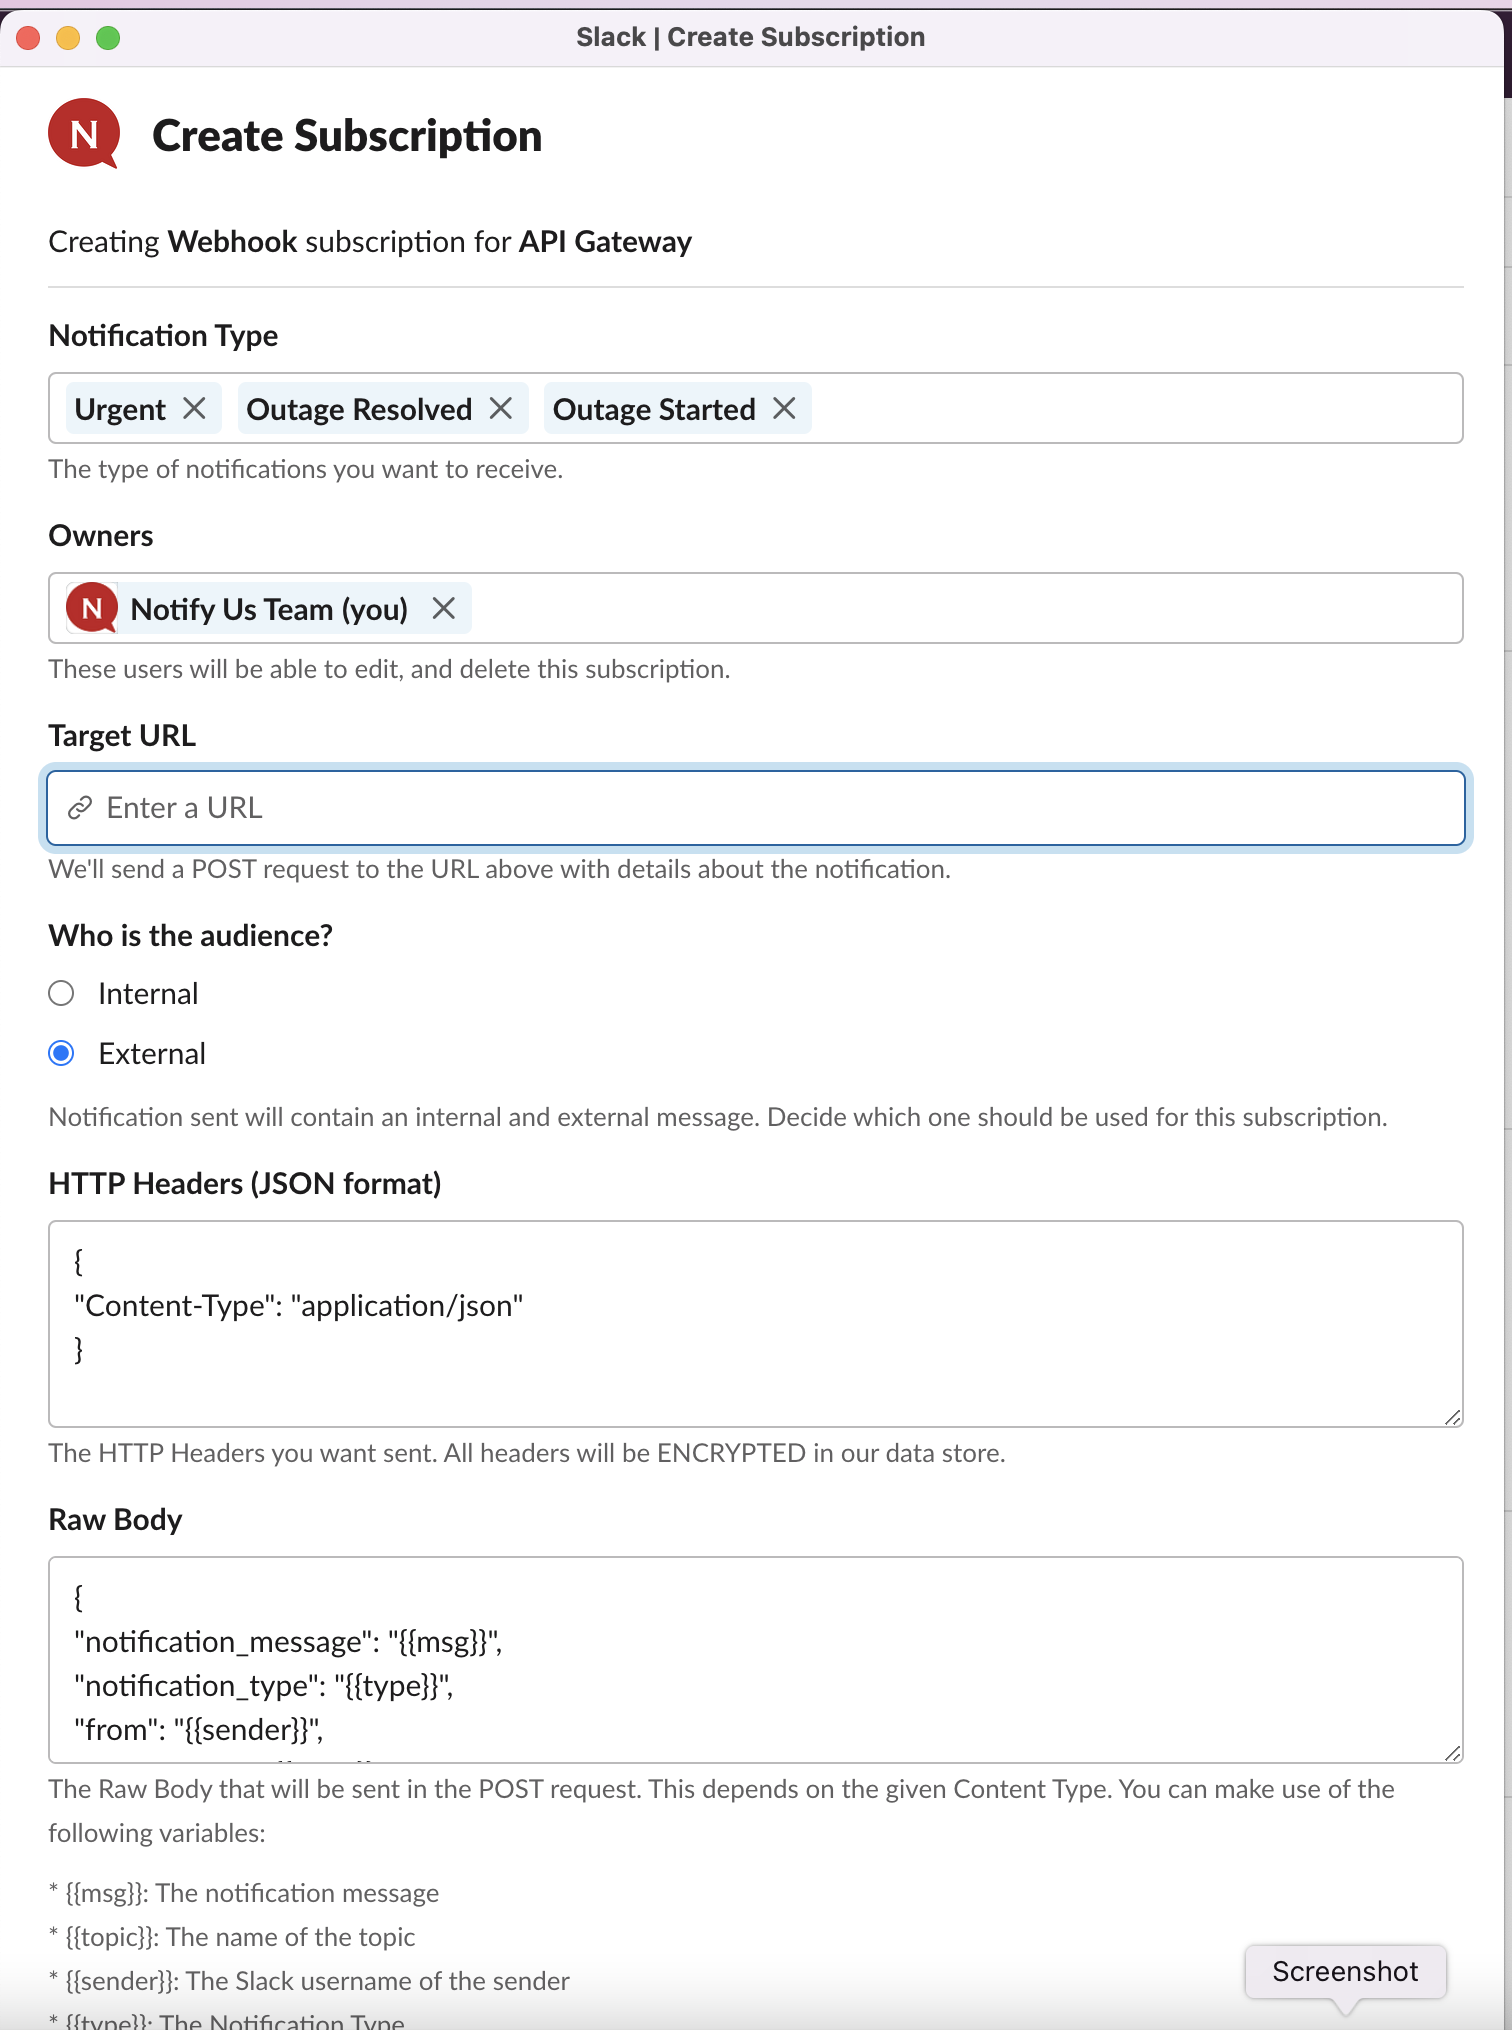 Slack | Create Subscription
N
Create Subscription
Creating Webhook subscription for API Gateway
Notification Type
Urgent Outage Resolved Outage Started
The type of notifications you want to receive.
Owners
N Notify Us Team (you)
These users will be able to edit, and delete this subscription.
Target URL
Enter a URL
We'll send a POST request to the URL above with details about the notification.
Who is the audience?
Internal
External
Notification sent will contain an internal and external message. Decide which one should be used for this subscription.
HTTP Headers (JSON format)
{
"Content-Type": "application/json"
}
The HTTP Headers you want sent. All headers will be ENCRYPTED in our data store.
Raw Body
{
"notification_message": "{{msg}}",
"notification_type": "{{type}}",
"from": "{{sender}}",
The Raw Body that will be sent in the POST request. This depends on the given Content Type. You can make use of the
following variables:
* {{msg}}: The notification message
* {{topic}}: The name of the topic
* {{sender}}: The Slack username of the sender
* {{type}}: The Notification Type
Screenshot